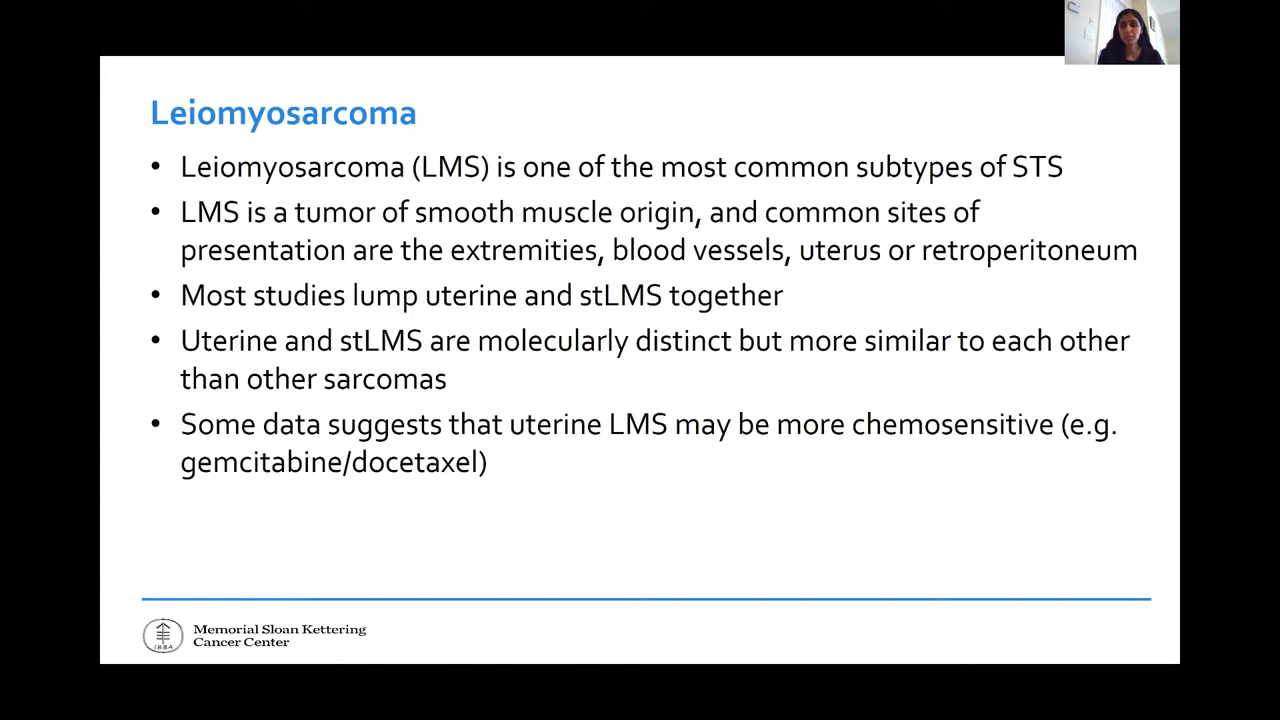 Leiomyosarcoma
• Leiomyosarcoma (LMS) is one of the most common subtypes of STS
• LMS is a tumor of smooth muscle origin, and common sites of
presentation are the extremities, blood vessels, uterus or retroperitoneum
• Most studies lump uterine and stLMS together
• Uterine and stLMS are molecularly distinct but more similar to each other
than other sarcomas
• Some data suggests that uterine LMS may be more chemosensitive (e.g.
gemcitabine/docetaxel)
Memorial Sloan Kettering
Cancer Center
1884